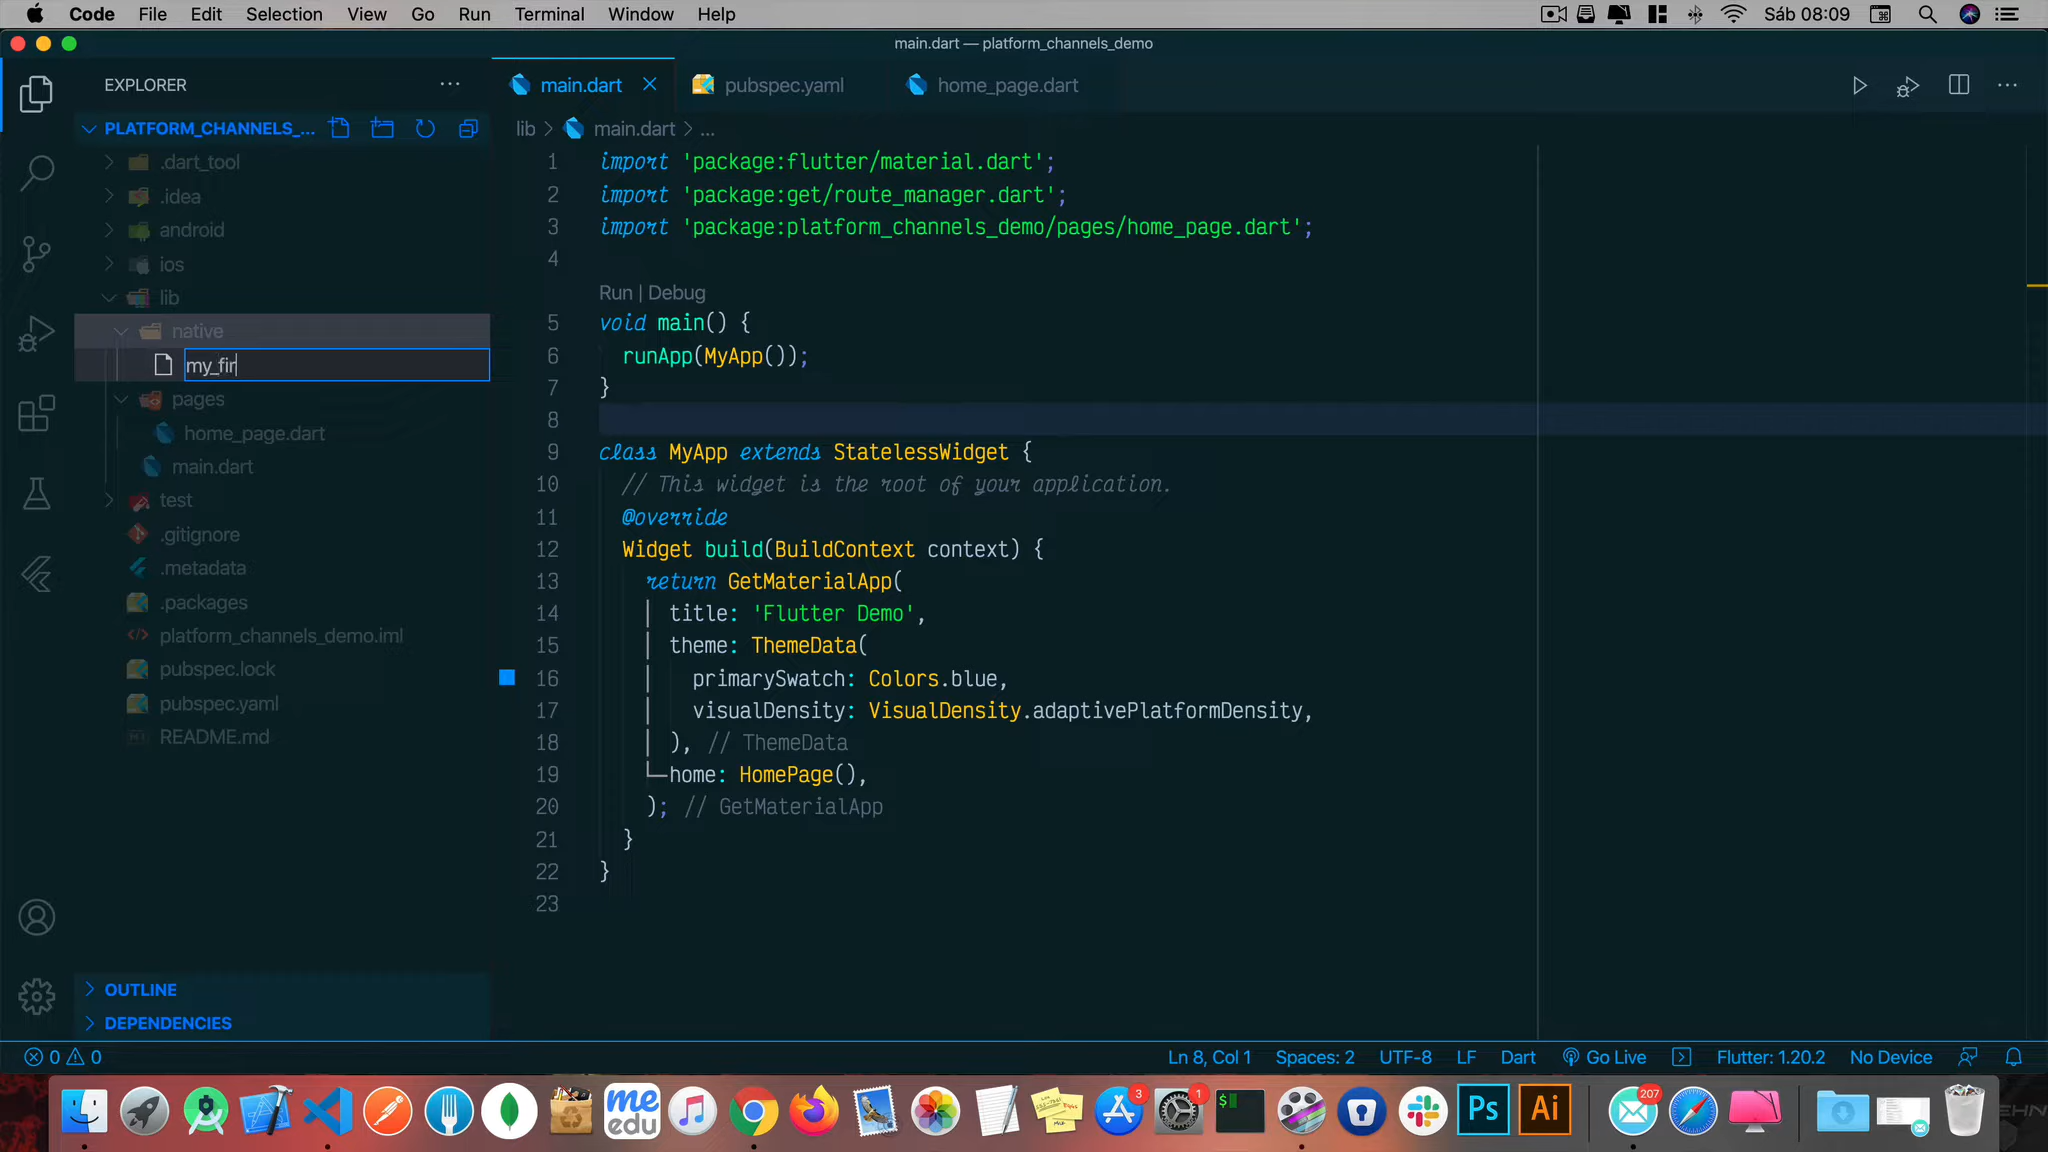 Code File Edit Selection View Go Run Terminal Window Help Sáb 08:09
main.dart — platform_channels_demo
EXPLORER
main.dart pubspec.yaml home_page.dart
PLATFORM_CHANNELS_...
lib main.dart ...
.dart_tool
.idea
android
ios
lib
native
my_fir
pages
home_page.dart
main.dart
test
.gitignore
.metadata
.packages
platform_channels_demo.iml
pubspec.lock
pubspec.yaml
README.md
OUTLINE
DEPENDENCIES
1 import 'package:flutter/material.dart';
2 import 'package:get/route_manager.dart';
3 import 'package:platform_channels_demo/pages/home_page.dart';
4
Run | Debug
5 void main() {
6 runApp(MyApp());
7 }
8
9 class MyApp extends StatelessWidget {
10 // This widget is the root of your application.
11 @override
12 Widget build(BuildContext context) {
13 return GetMaterialApp(
14 title: 'Flutter Demo',
15 theme: ThemeData(
16 primarySwatch: Colors.blue,
17 visualDensity: VisualDensity.adaptivePlatformDensity,
18 ), // ThemeData
19 home: HomePage(),
20 ); // GetMaterialApp
21 }
22 }
23
0 0 Ln 8, Col 1 Spaces: 2 UTF-8 LF Dart Go Live Flutter: 1.20.2 No Device
me
edu
3
1
$
Ps
Ai
207